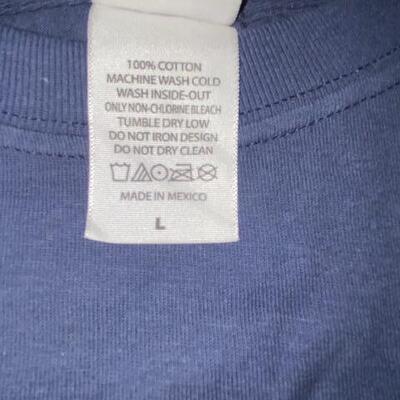 100% COTTON
MACHINE WASH COLD
WASH INSIDE-OUT
ONLY NON-CHLORINE BLEACH
TUMBLE DRY LOW
DO NOT IRON DESIGN
DO NOT DRY CLEAN
MADE IN MEXICO
L